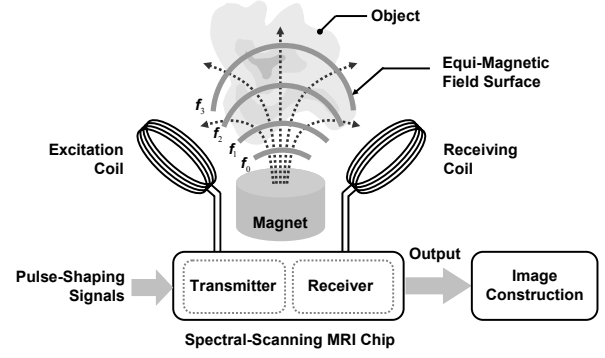 Object
Equi-Magnetic
Field Surface
f3
f2
f1
f0
Excitation
Coil
Receiving
Coil
Magnet
Pulse-Shaping
Signals
Transmitter
Receiver
Output
Image
Construction
Spectral-Scanning MRI Chip